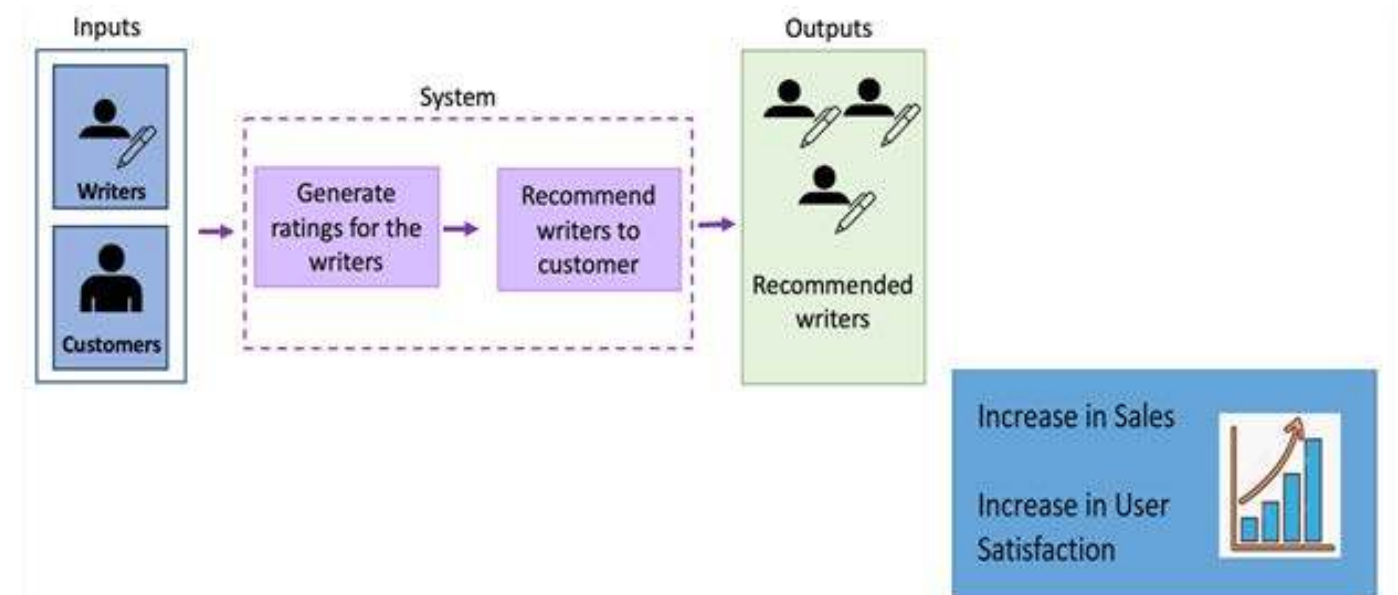 Inputs
Writers
Customers
System
Generate
ratings for the
writers
Recommend
writers to
customer
Outputs
Recommended
writers
Increase in Sales
Increase in User
Satisfaction